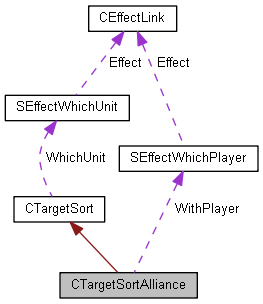 CEffectLink
Effect
Effect
SEffectWhichUnit
SEffectWhichPlayer
WhichUnit
CTargetSort
WithPlayer
CTargetSortAlliance